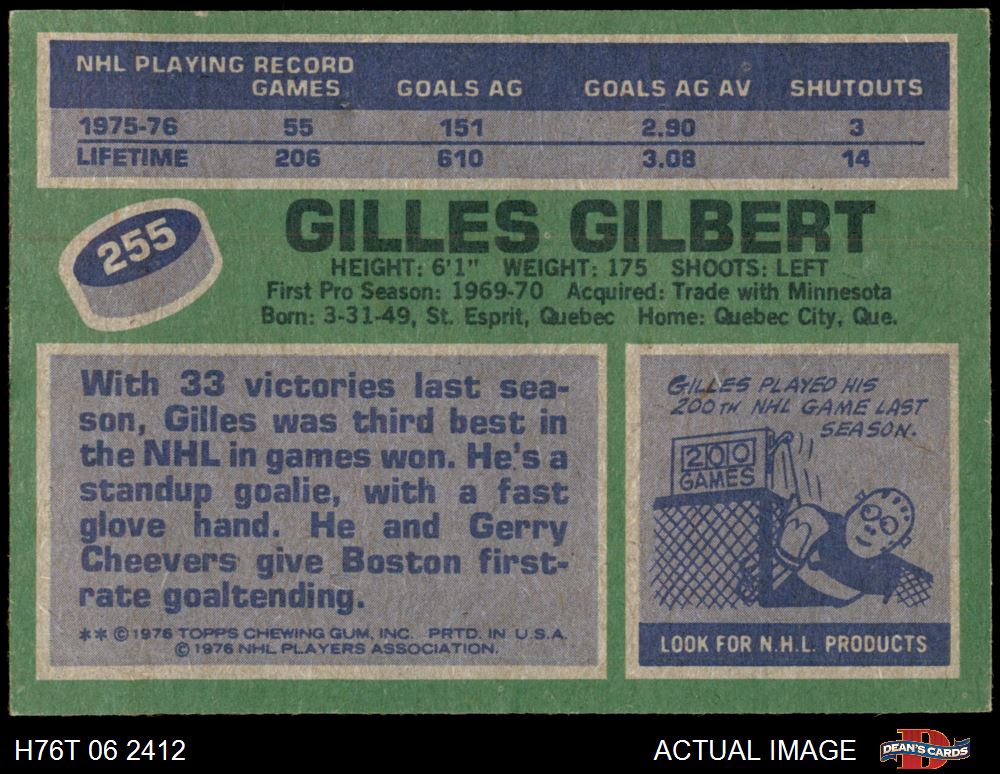 NHL PLAYING RECORD
GAMES GOALS AG GOALS AG AV SHUTOUTS
1975-76 55 151 2.90 3
LIFETIME 206 610 3.08 14
255
GILLES GILBERT
HEIGHT: 6'1" WEIGHT: 175 SHOOTS: LEFT
First Pro Season: 1969-70 Acquired: Trade with Minnesota
Born: 3-31-49, St. Esprit, Quebec Home: Quebec City, Que.
With 33 victories last sea-
son, Gilles was third best in
the NHL in games won. He's a
standup goalie, with a fast
glove hand. He and Gerry
Cheevers give Boston first-
rate goaltending.
** © 1976 TOPPS CHEWING GUM, INC. PRTD. IN U.S.A.
© 1976 NHL PLAYERS ASSOCIATION.
GILLES PLAYED HIS
200TH NHL GAME LAST
SEASON.
200
GAMES
LOOK FOR N.H.L. PRODUCTS
H76T 06 2412
ACTUAL IMAGE
DEAN'S CARDS